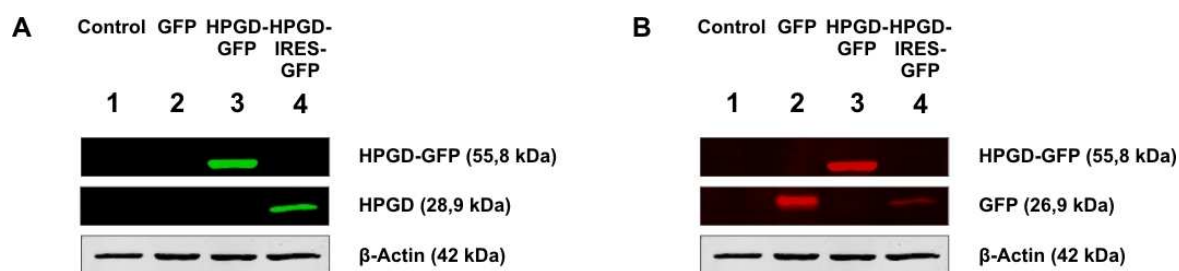 A
Control GFP HPGD-GFP HPGD-IRES-GFP
1 2 3 4
HPGD-GFP (55,8 kDa)
HPGD (28,9 kDa)
β-Actin (42 kDa)
B
Control GFP HPGD-GFP HPGD-IRES-GFP
1 2 3 4
HPGD-GFP (55,8 kDa)
GFP (26,9 kDa)
β-Actin (42 kDa)